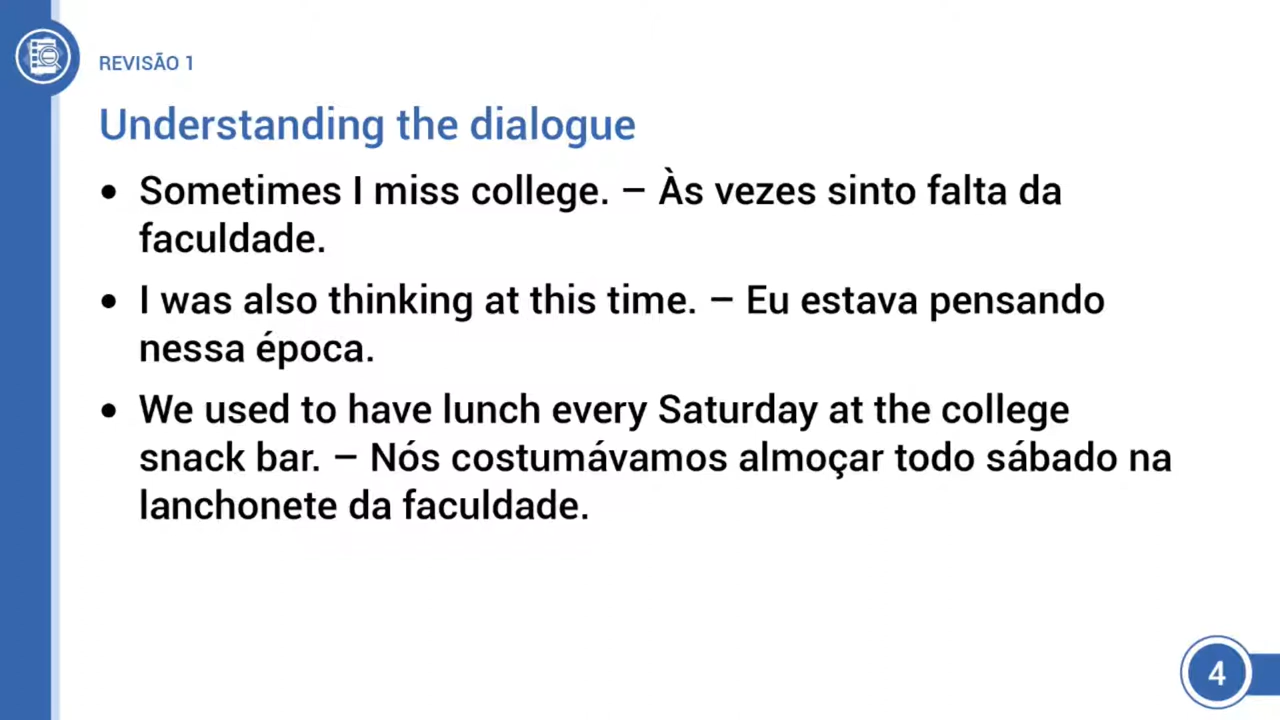 REVISÃO 1
Understanding the dialogue
• Sometimes I miss college. – Às vezes sinto falta da
faculdade.
• I was also thinking at this time. – Eu estava pensando
nessa época.
• We used to have lunch every Saturday at the college
snack bar. – Nós costumávamos almoçar todo sábado na
lanchonete da faculdade.
4